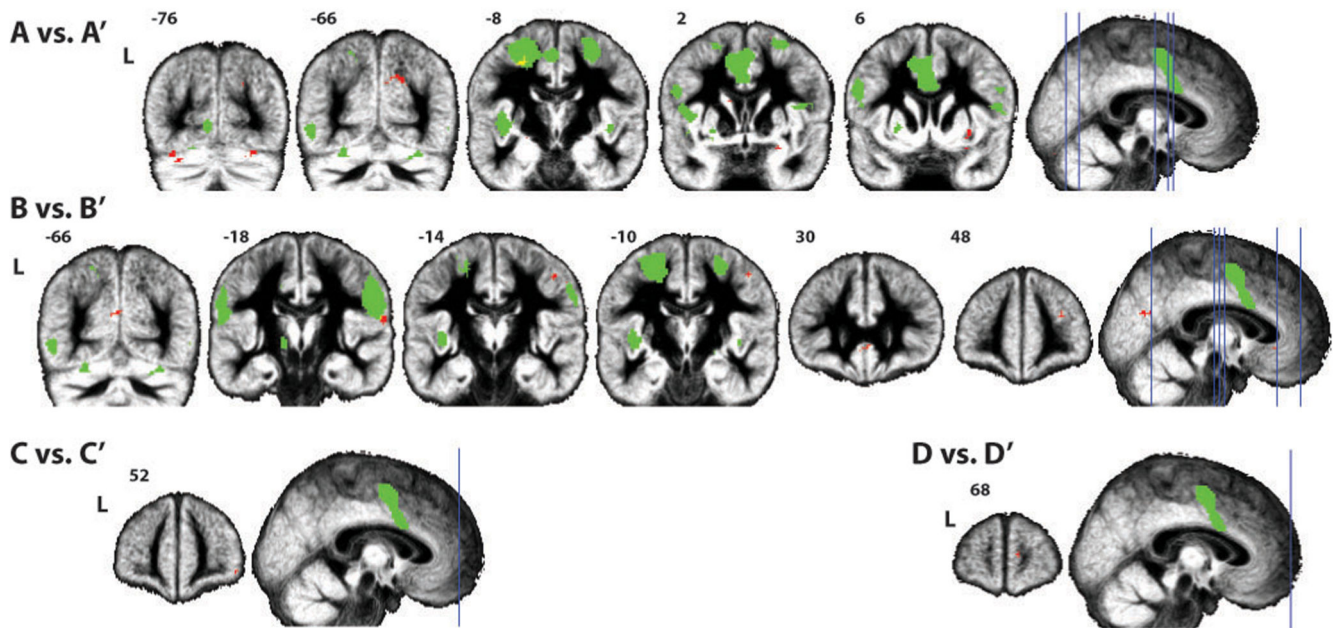 A vs. A’
-76 -66 -8 2 6
L
B vs. B’
-66 -18 -14 -10 30 48
L
C vs. C’ D vs. D’
52 68
L L